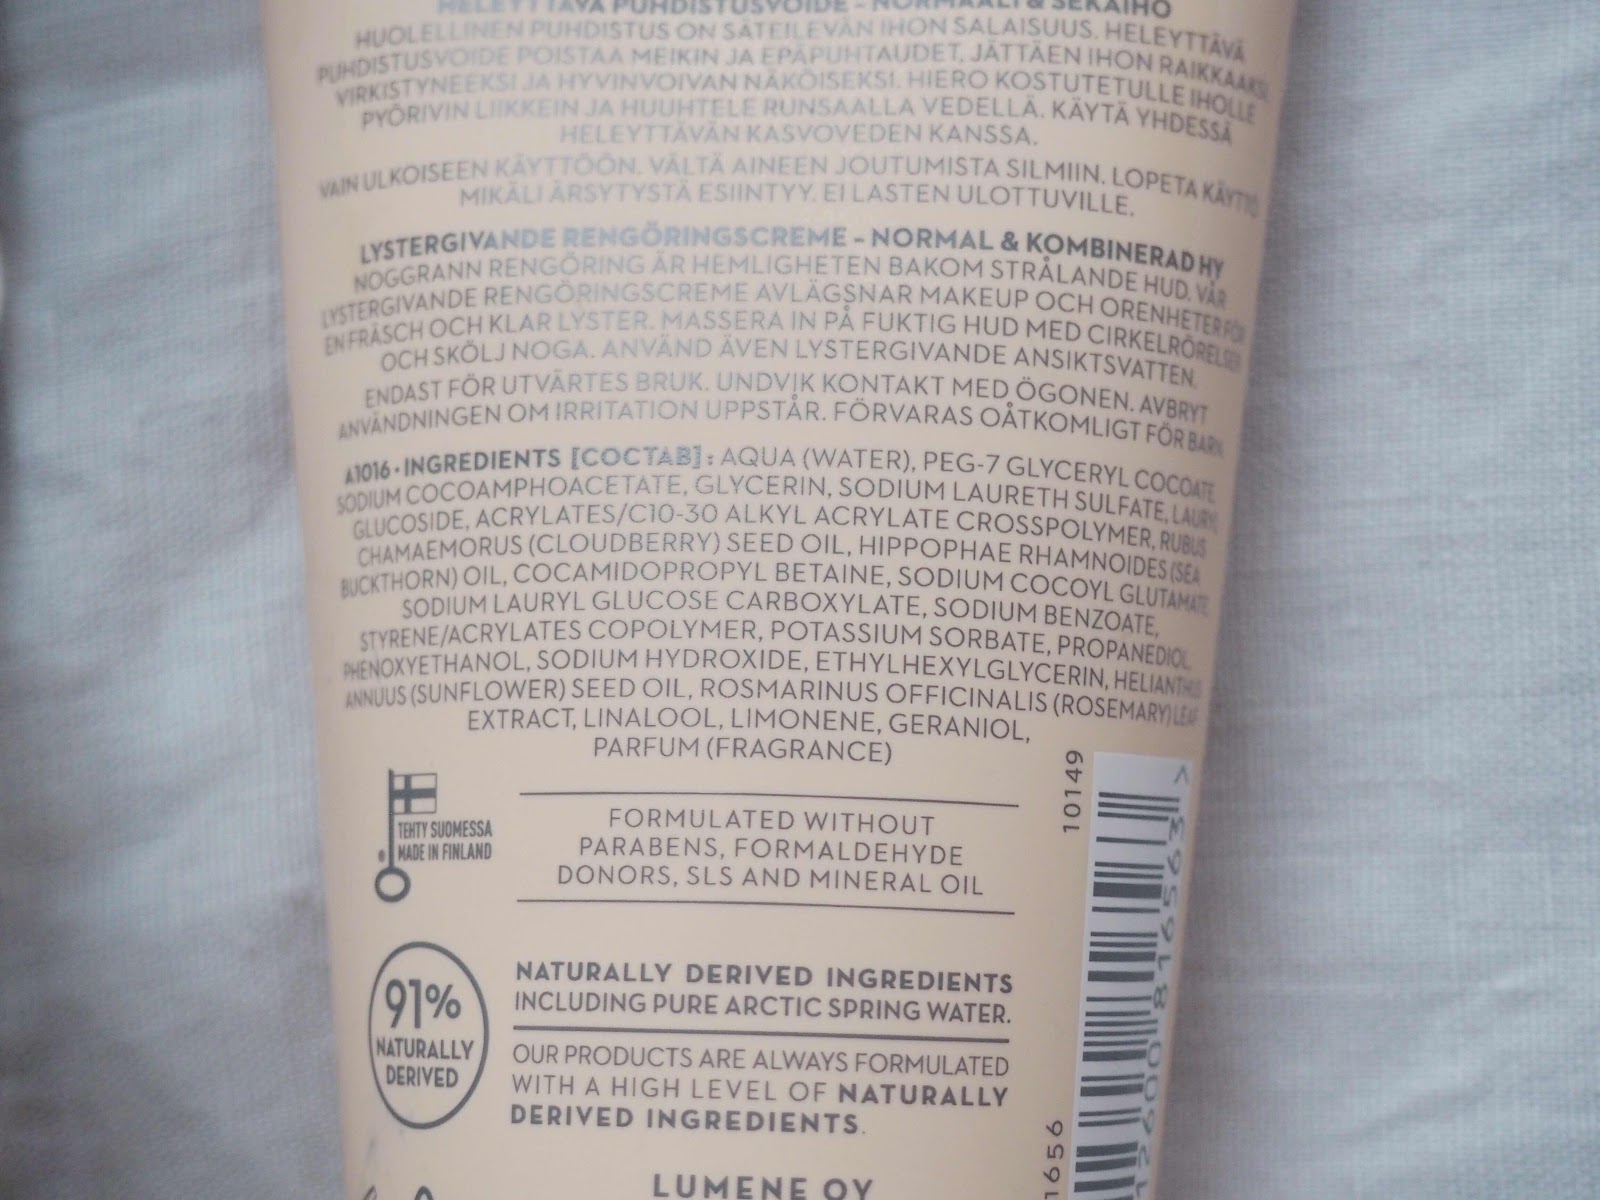 HELEYTTÄVÄ PUHDISTUSVOIDE - NORMAALI & SEKAIHO
HUOLELLINEN PUHDISTUS ON SÄTEILEVÄN IHON SALAISUUS. HELEYTTÄVÄ
PUHDISTUSVOIDE POISTAA MEIKIN JA EPÄPUHTAUDET, JÄTTÄEN IHON RAIKKAAKSI,
VIRKISTYNEEKSI JA HYVINVOIVAN NÄKÖISEKSI. HIERO KOSTUTETULLE IHOLLE
PYÖRIVIN LIIKKEIN JA HUUHTELE RUNSAALLA VEDELLÄ. KÄYTÄ YHDESSÄ
HELEYTTÄVÄN KASVOVEDEN KANSSA.
VAIN ULKOISEEN KÄYTTÖÖN. VÄLTÄ AINEEN JOUTUMISTA SILMIIN. LOPETA KÄYTTÖ
MIKÄLI ÄRSYTYSTÄ ESIINTYY. EI LASTEN ULOTTUVILLE.
LYSTERGIVANDE RENGÖRINGSCREME - NORMAL & KOMBINERAD HY
NOGGRANN RENGÖRING ÄR HEMLIGHETEN BAKOM STRÅLANDE HUD. VÅR
LYSTERGIVANDE RENGÖRINGSCREME AVLÄGSNAR MAKEUP OCH ORENHETER FÖR
EN FRÄSCH OCH KLAR LYSTER. MASSERA IN PÅ FUKTIG HUD MED CIRKELRÖRELSER
OCH SKÖLJ NOGA. ANVÄND ÄVEN LYSTERGIVANDE ANSIKTSVATTEN.
ENDAST FÖR UTVÄRTES BRUK. UNDVIK KONTAKT MED ÖGONEN. AVBRYT
ANVÄNDNINGEN OM IRRITATION UPPSTÅR. FÖRVARAS OÅTKOMLIGT FÖR BARN.
A1016 · INGREDIENTS [СОСТАВ]: AQUA (WATER), PEG-7 GLYCERYL COCOATE
SODIUM COCOAMPHOACETATE, GLYCERIN, SODIUM LAURETH SULFATE, LAURYL
GLUCOSIDE, ACRYLATES/C10-30 ALKYL ACRYLATE CROSSPOLYMER, RUBUS
CHAMAEMORUS (CLOUDBERRY) SEED OIL, HIPPOPHAE RHAMNOIDES (SEA
BUCKTHORN) OIL, COCAMIDOPROPYL BETAINE, SODIUM COCOYL GLUTAMATE
SODIUM LAURYL GLUCOSE CARBOXYLATE, SODIUM BENZOATE,
STYRENE/ACRYLATES COPOLYMER, POTASSIUM SORBATE, PROPANEDIOL,
PHENOXYETHANOL, SODIUM HYDROXIDE, ETHYLHEXYLGLYCERIN, HELIANTHUS
ANNUUS (SUNFLOWER) SEED OIL, ROSMARINUS OFFICINALIS (ROSEMARY) LEAF
EXTRACT, LINALOOL, LIMONENE, GERANIOL,
PARFUM (FRAGRANCE)
TEHTY SUOMESSA
MADE IN FINLAND
FORMULATED WITHOUT
PARABENS, FORMALDEHYDE
DONORS, SLS AND MINERAL OIL
10149
91%
NATURALLY
DERIVED
NATURALLY DERIVED INGREDIENTS
INCLUDING PURE ARCTIC SPRING WATER.
OUR PRODUCTS ARE ALWAYS FORMULATED
WITH A HIGH LEVEL OF NATURALLY
DERIVED INGREDIENTS.
1656
12600 816563 >
LUMENE OY